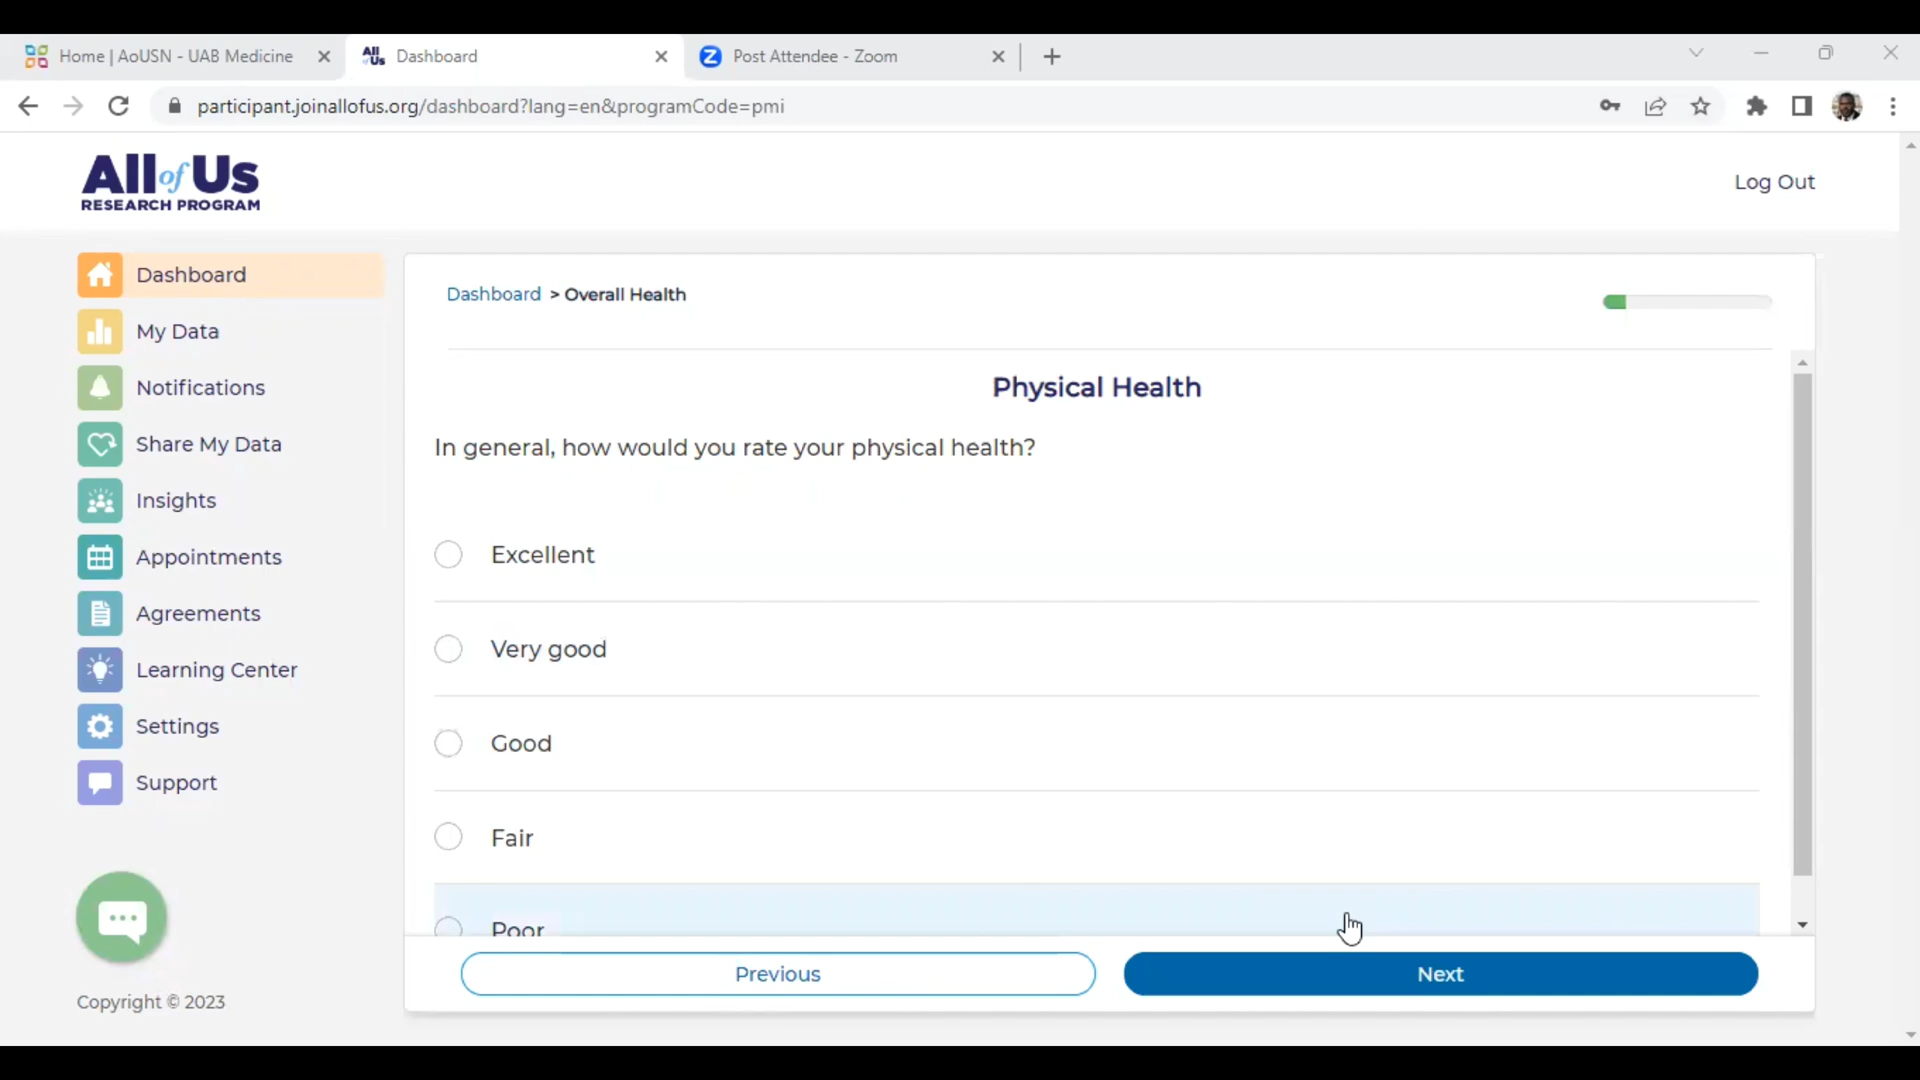 Home | AoUSN - UAB Medicine
All of Us Dashboard
Post Attendee - Zoom
participant.joinallofus.org/dashboard?lang=en&programCode=pmi
All of Us
RESEARCH PROGRAM
Log Out
Dashboard
My Data
Notifications
Share My Data
Insights
Appointments
Agreements
Learning Center
Settings
Support
Copyright © 2023
Dashboard > Overall Health
Physical Health
In general, how would you rate your physical health?
Excellent
Very good
Good
Fair
Poor
Previous
Next